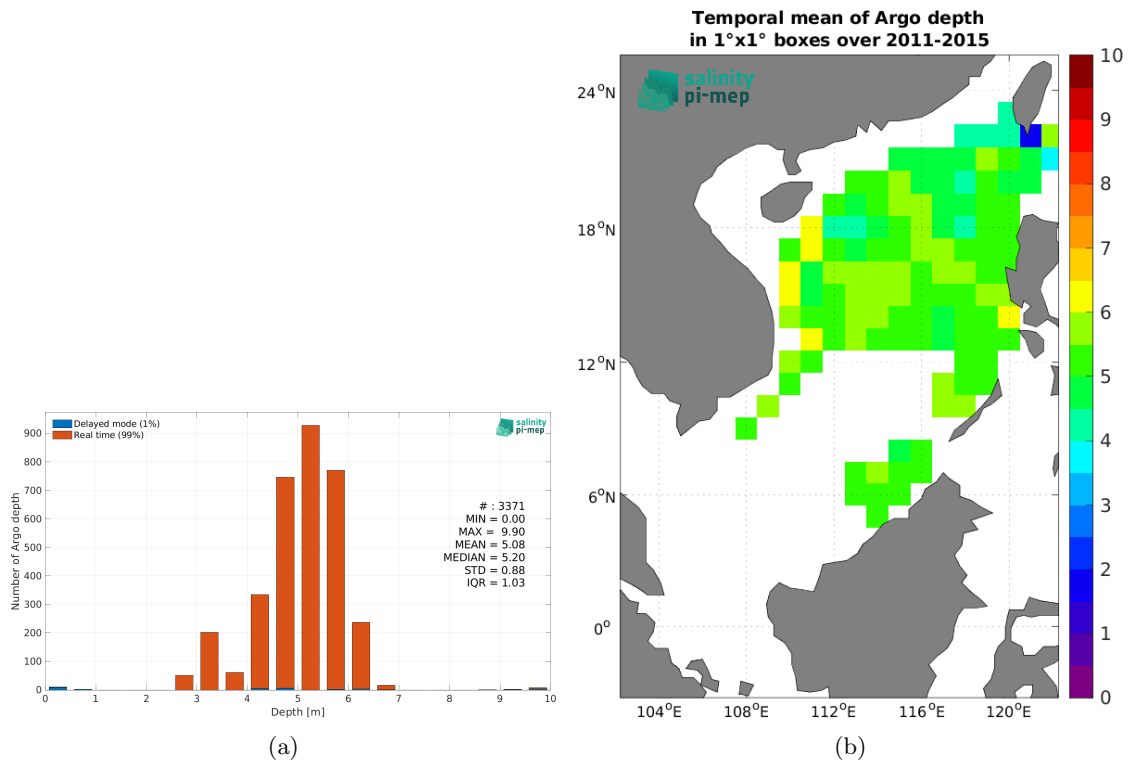 Delayed mode (1%)
Real time (99%)
salinity
pi-mep
# : 3371
MIN = 0.00
MAX = 9.90
MEAN = 5.08
MEDIAN = 5.20
STD = 0.88
IQR = 1.03
Number of Argo depth
900
800
700
600
500
400
300
200
100
0
0 1 2 3 4 5 6 7 8 9 10
Depth [m]
(a)
Temporal mean of Argo depth
in 1°x1° boxes over 2011-2015
salinity
pi-mep
24°N
18°N
12°N
6°N
0°
104°E 108°E 112°E 116°E 120°E
10
9
8
7
6
5
4
3
2
1
0
(b)